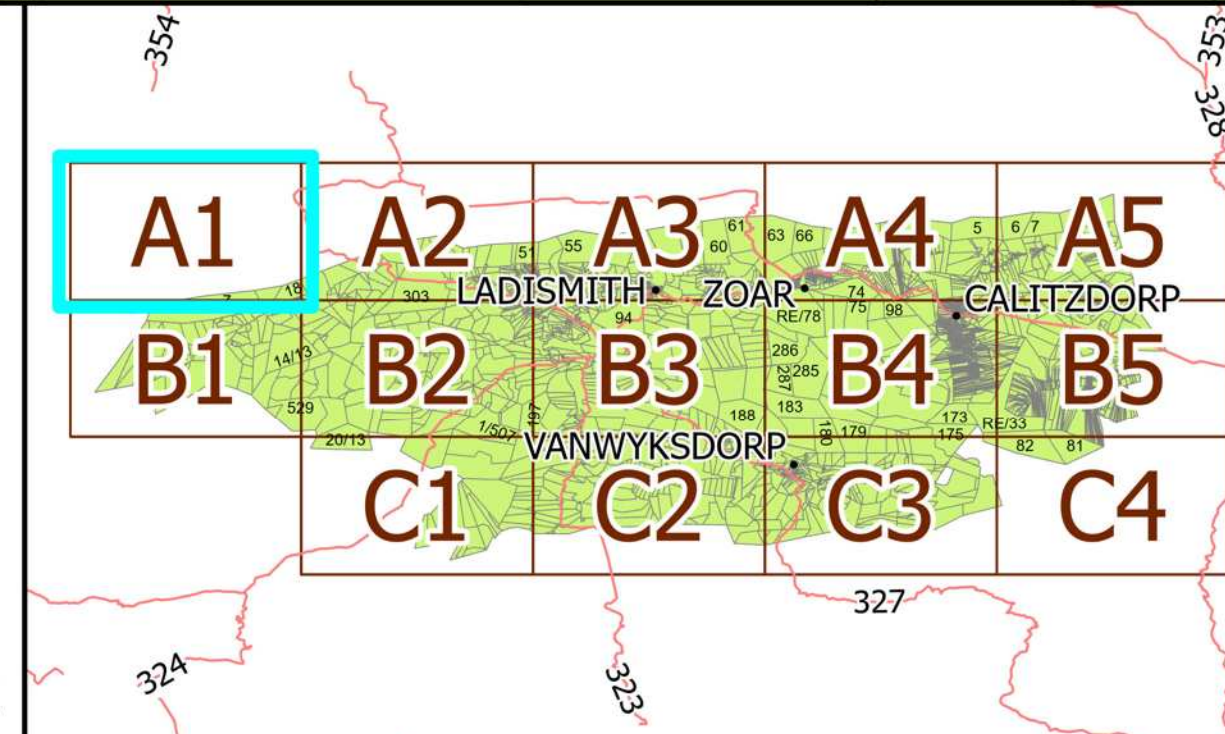 354
353
328
A1
A2
A3
A4
A5
61
63
66
5
6
7
51
55
60
7
18
303
LADISMITH
ZOAR
74
75
98
CALITZDORP
94
RE/78
B1
B2
B3
B4
B5
14/13
286
287
285
529
197
188
183
173
RE/33
20/13
1/507
180
179
175
82
81
VANWYKSDORP
C1
C2
C3
C4
327
324
323